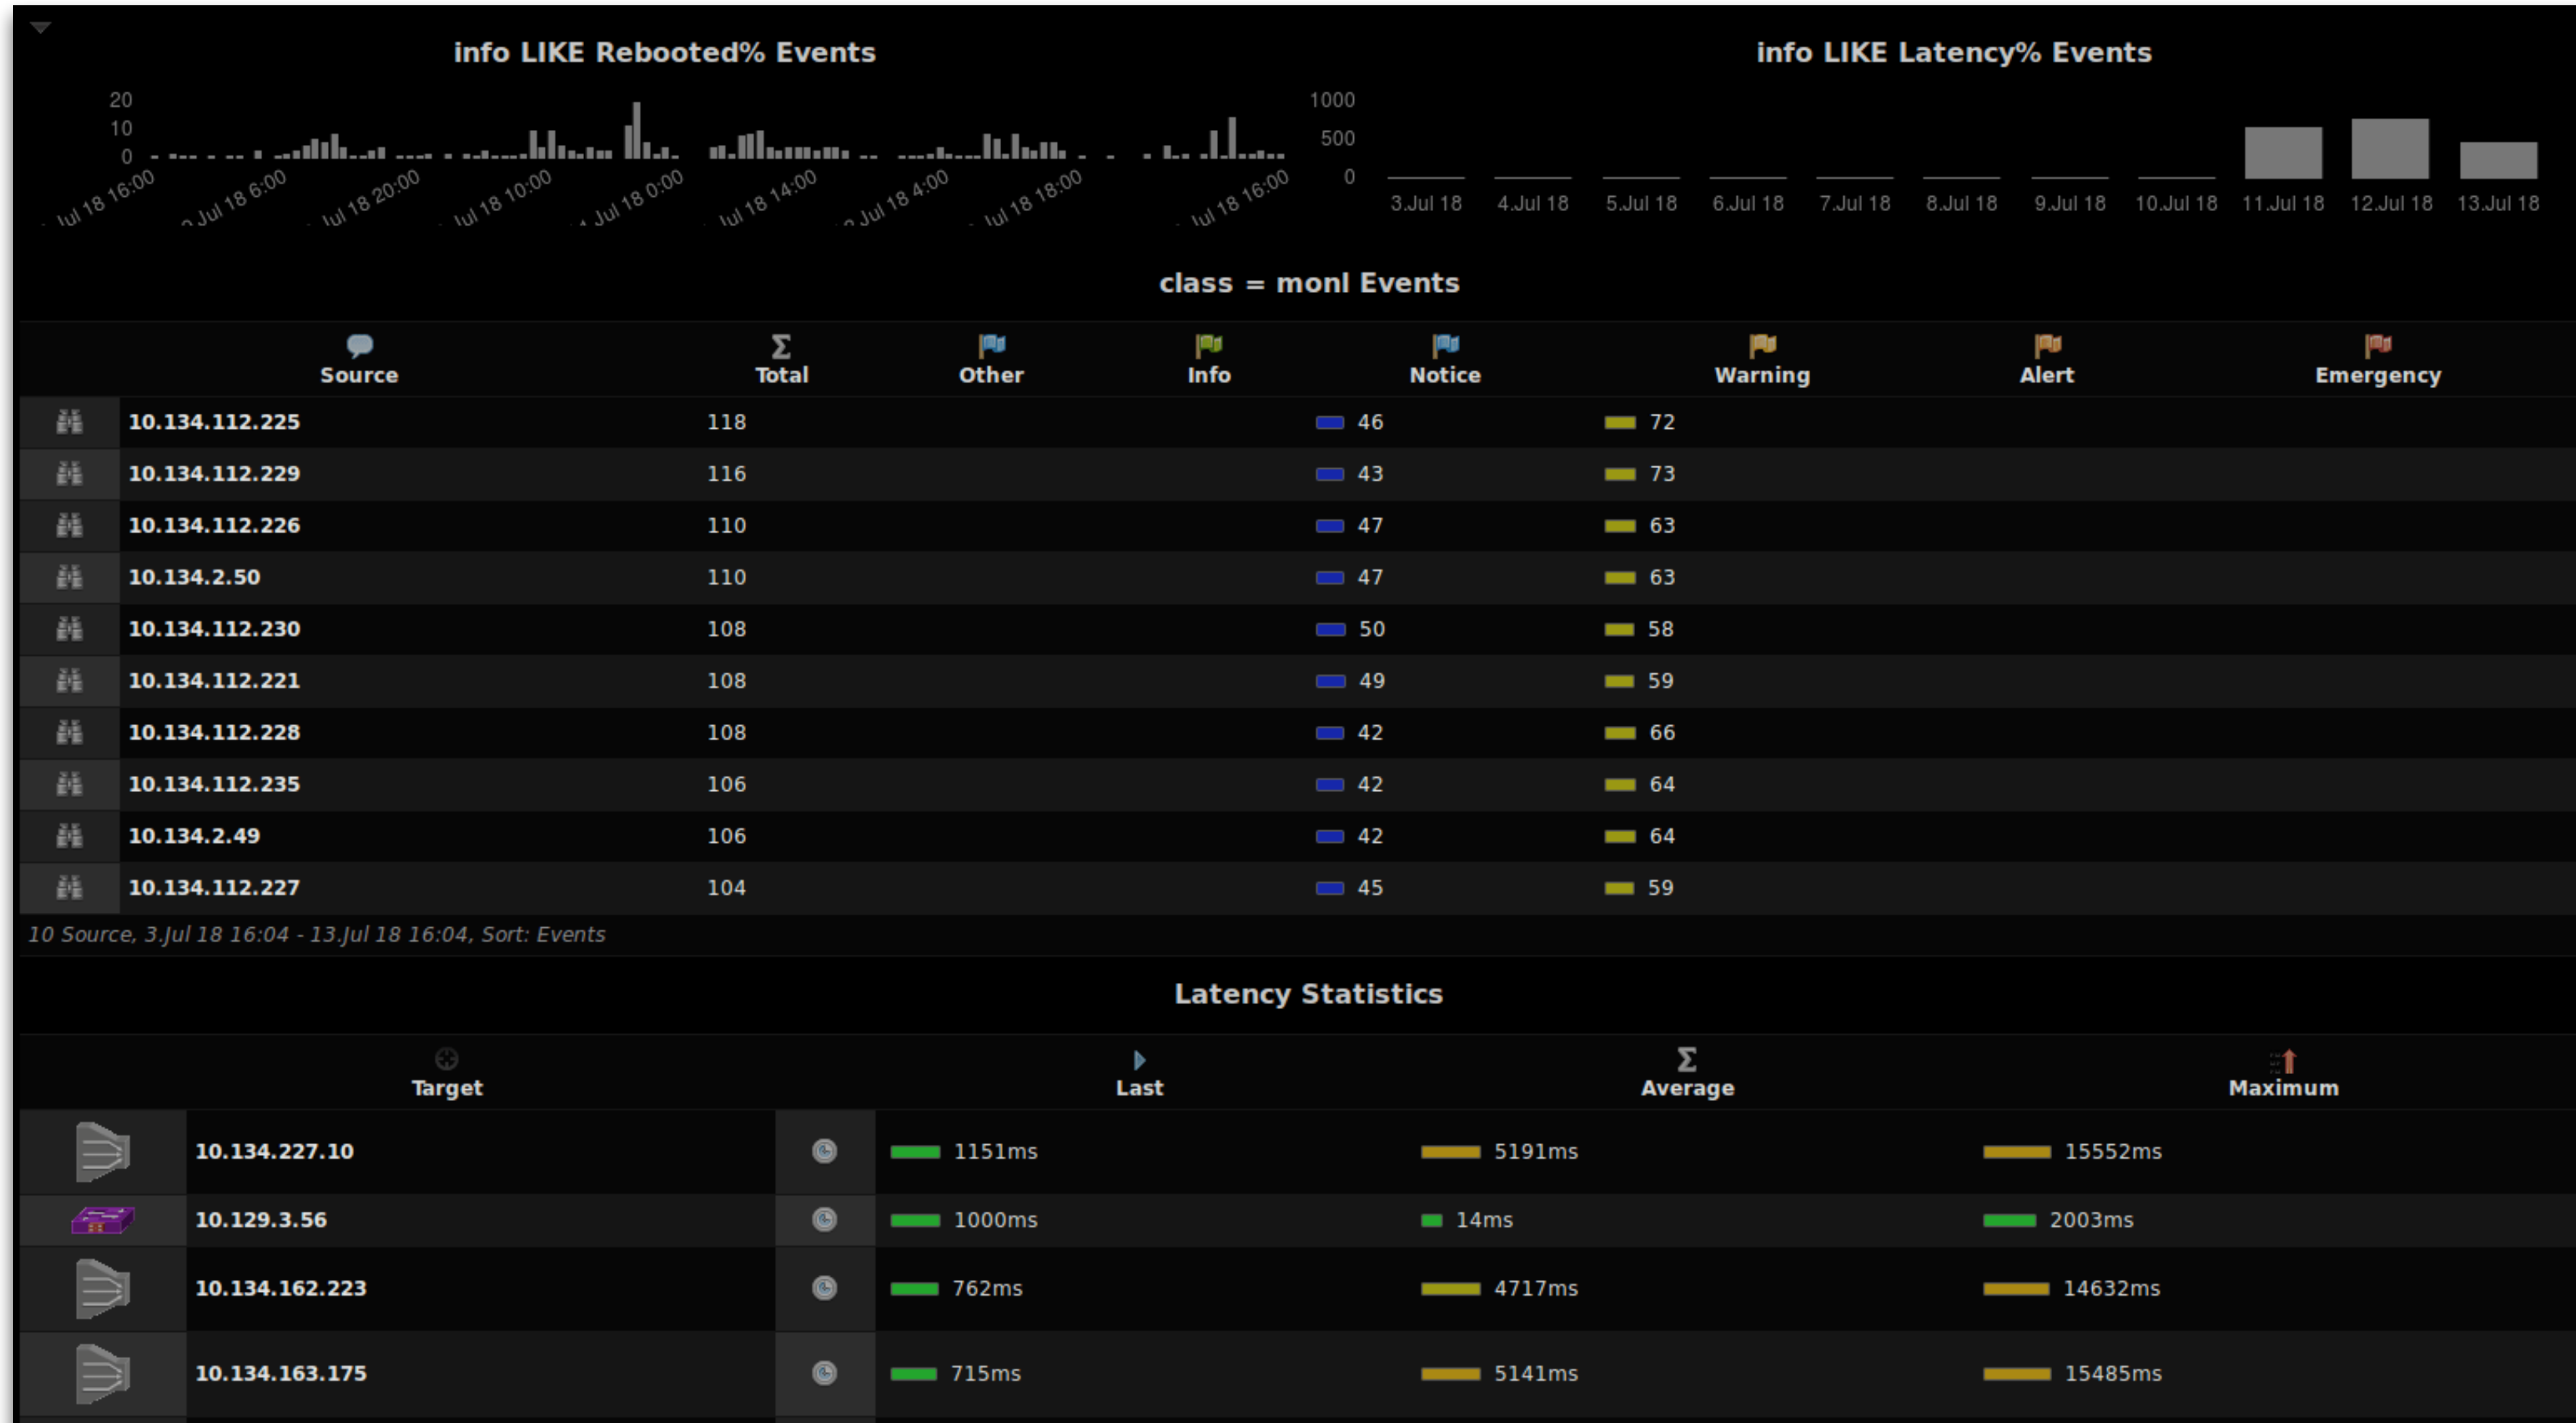 info LIKE Rebooted% Events
20
10
0
Jul 18 16:00
Jul 18 6:00
Jul 18 20:00
Jul 18 10:00
Jul 18 0:00
Jul 18 14:00
Jul 18 4:00
Jul 18 18:00
Jul 18 16:00
info LIKE Latency% Events
1000
500
0
3.Jul 18 4.Jul 18 5.Jul 18 6.Jul 18 7.Jul 18 8.Jul 18 9.Jul 18 10.Jul 18 11.Jul 18 12.Jul 18 13.Jul 18
class = monl Events
Source Total Other Info Notice Warning Alert Emergency
10.134.112.225 118 46 72
10.134.112.229 116 43 73
10.134.112.226 110 47 63
10.134.2.50 110 47 63
10.134.112.230 108 50 58
10.134.112.221 108 49 59
10.134.112.228 108 42 66
10.134.112.235 106 42 64
10.134.2.49 106 42 64
10.134.112.227 104 45 59
10 Source, 3.Jul 18 16:04 - 13.Jul 18 16:04, Sort: Events
Latency Statistics
Target Last Average Maximum
10.134.227.10 1151ms 5191ms 15552ms
10.129.3.56 1000ms 14ms 2003ms
10.134.162.223 762ms 4717ms 14632ms
10.134.163.175 715ms 5141ms 15485ms